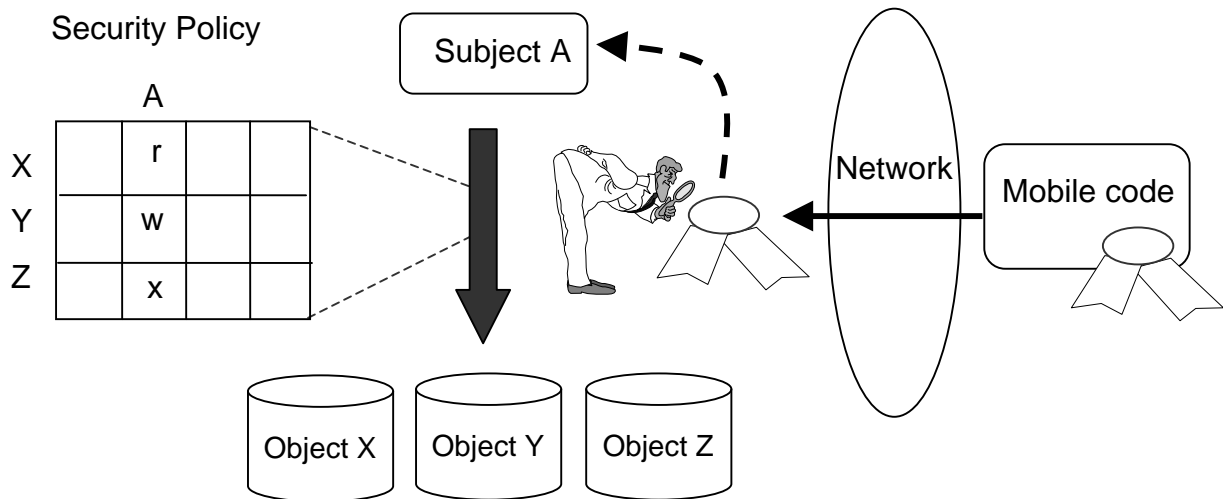 Security Policy
A
X r
Y w
Z x
Subject A
Network
Mobile code
Object X
Object Y
Object Z